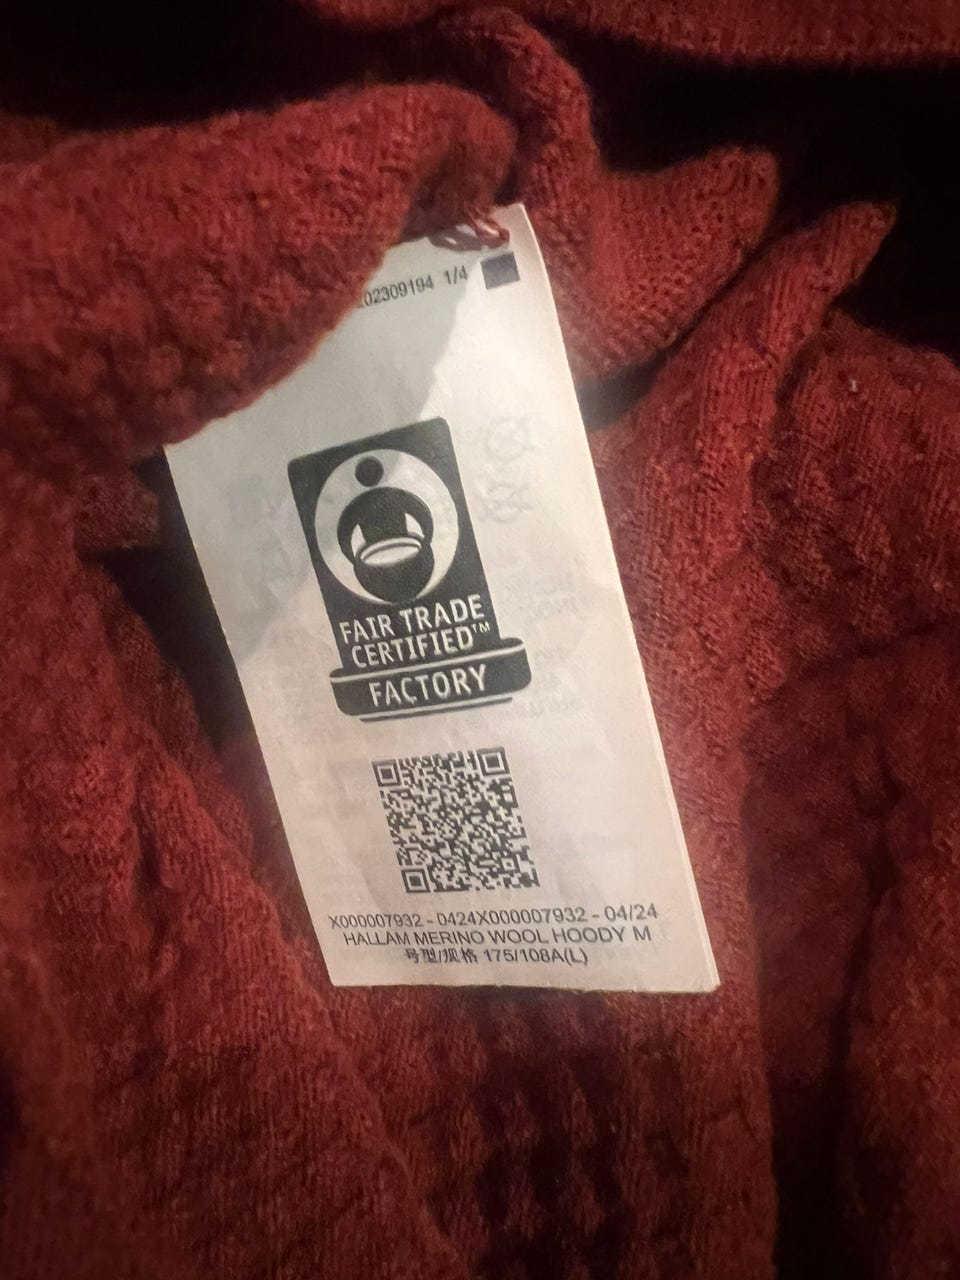 02309194 1/4
FAIR TRADE
CERTIFIED™
FACTORY
X000007932 - 0424X000007932 - 04/24
HALLAM MERINO WOOL HOODY M
号型/规格 175/108A(L)